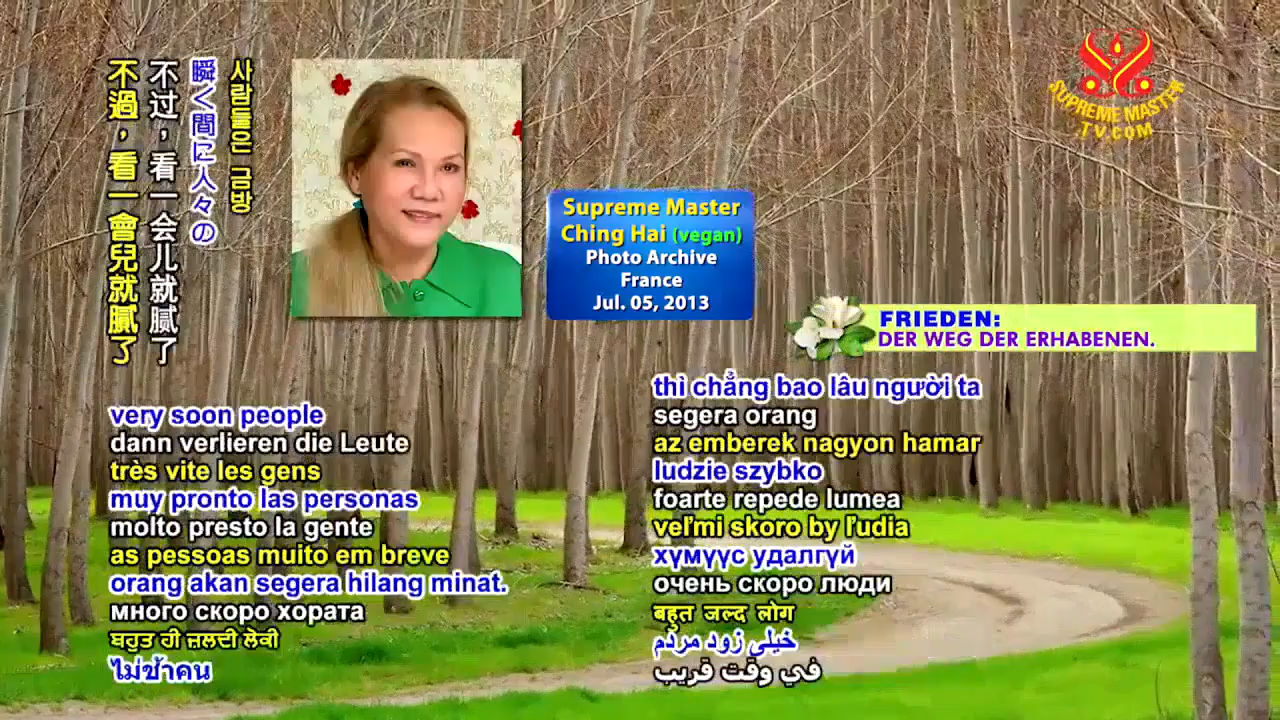 사람들은 금방
瞬く間に人々の
不过，看一会儿就腻了
不過，看一會兒就膩了
SUPREME MASTER
TV.COM
Supreme Master
Ching Hai (vegan)
Photo Archive
France
Jul. 05, 2013
FRIEDEN:
DER WEG DER ERHABENEN.
very soon people
dann verlieren die Leute
très vite les gens
muy pronto las personas
molto presto la gente
as pessoas muito em breve
orang akan segera hilang minat.
много скоро хората
ਬਹੁਤ ਹੀ ਜ਼ਲਦੀ ਲੋਕੀ
ไม่ช้าคน
thì chẳng bao lâu người ta
segera orang
az emberek nagyon hamar
ludzie szybko
foarte repede lumea
veľmi skoro by ľudia
хүмүүс удалгүй
очень скоро люди
बहुत जल्द लोग
خیلی زود مردم
في وقت قريب